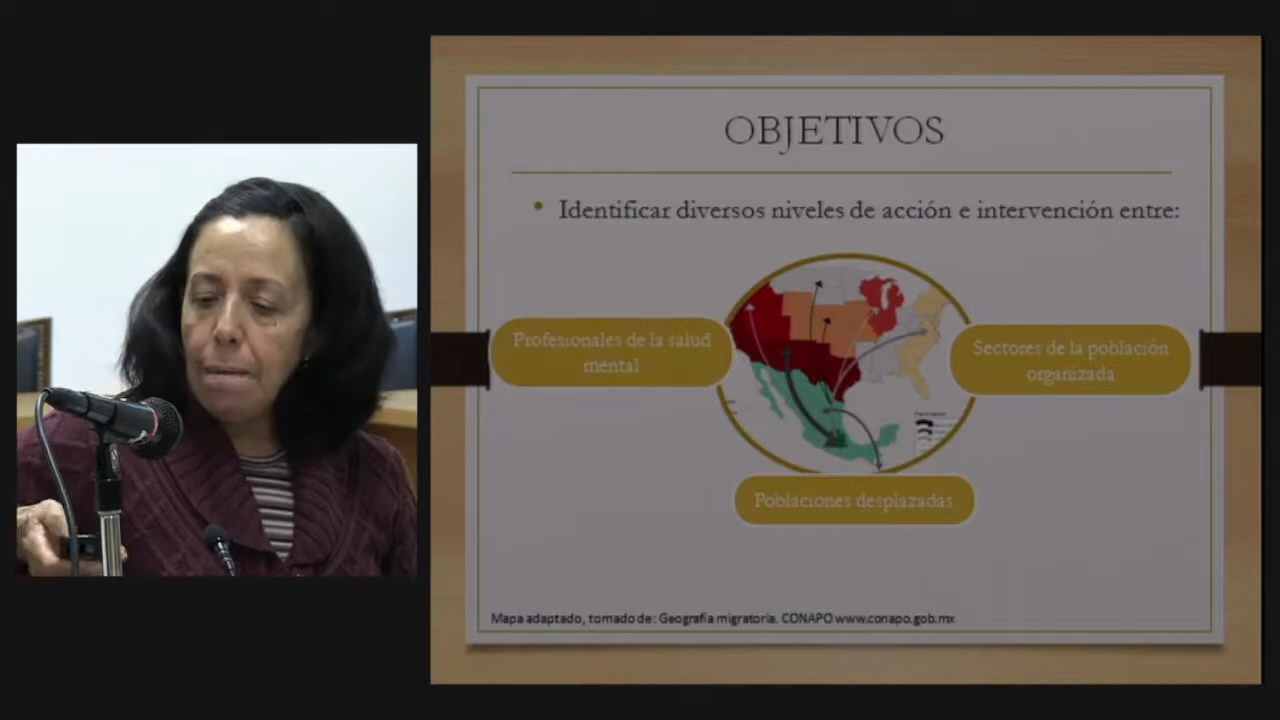 OBJETIVOS
• Identificar diversos niveles de acción e intervención entre:
Profesionales de la salud
mental
Sectores de la población
organizada
Poblaciones desplazadas
Mapa adaptado, tomado de: Geografía migratoria. CONAPO www.conapo.gob.mx